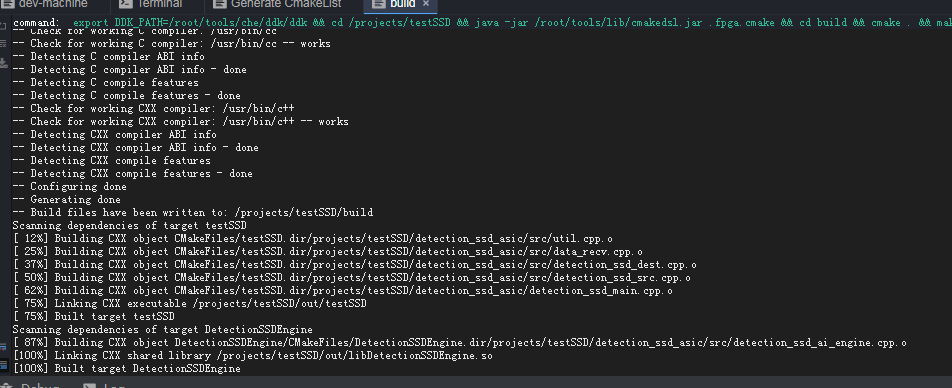 dev-machine Terminal Generate CmakeList build ×
command: export DDK_PATH=/root/tools/che/ddk/ddk && cd /projects/testSSD && java -jar /root/tools/lib/cmakedsl.jar .fpga.cmake && cd build && cmake . && mak
-- Check for working C compiler: /usr/bin/cc
-- Check for working C compiler: /usr/bin/cc -- works
-- Detecting C compiler ABI info
-- Detecting C compiler ABI info - done
-- Detecting C compile features
-- Detecting C compile features - done
-- Check for working CXX compiler: /usr/bin/c++
-- Check for working CXX compiler: /usr/bin/c++ -- works
-- Detecting CXX compiler ABI info
-- Detecting CXX compiler ABI info - done
-- Detecting CXX compile features
-- Detecting CXX compile features - done
-- Configuring done
-- Generating done
-- Build files have been written to: /projects/testSSD/build
Scanning dependencies of target testSSD
[ 12%] Building CXX object CMakeFiles/testSSD.dir/projects/testSSD/detection_ssd_asic/src/util.cpp.o
[ 25%] Building CXX object CMakeFiles/testSSD.dir/projects/testSSD/detection_ssd_asic/src/data_recv.cpp.o
[ 37%] Building CXX object CMakeFiles/testSSD.dir/projects/testSSD/detection_ssd_asic/src/detection_ssd_dest.cpp.o
[ 50%] Building CXX object CMakeFiles/testSSD.dir/projects/testSSD/detection_ssd_asic/src/detection_ssd_src.cpp.o
[ 62%] Building CXX object CMakeFiles/testSSD.dir/projects/testSSD/detection_ssd_asic/detection_ssd_main.cpp.o
[ 75%] Linking CXX executable /projects/testSSD/out/testSSD
[ 75%] Built target testSSD
Scanning dependencies of target DetectionSSDEngine
[ 87%] Building CXX object DetectionSSDEngine/CMakeFiles/DetectionSSDEngine.dir/projects/testSSD/detection_ssd_asic/src/detection_ssd_ai_engine.cpp.o
[100%] Linking CXX shared library /projects/testSSD/out/libDetectionSSDEngine.so
[100%] Built target DetectionSSDEngine